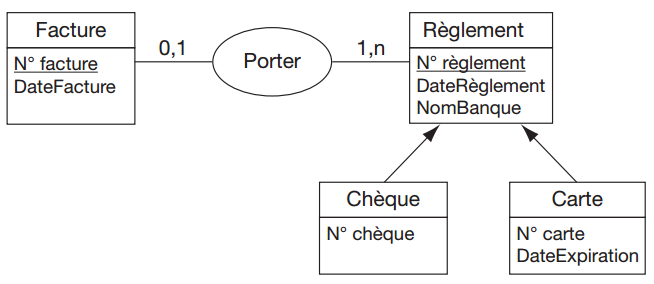 Facture
N° facture
DateFacture
0,1
Porter
1,n
Règlement
N° règlement
DateRèglement
NomBanque
Chèque
N° chèque
Carte
N° carte
DateExpiration